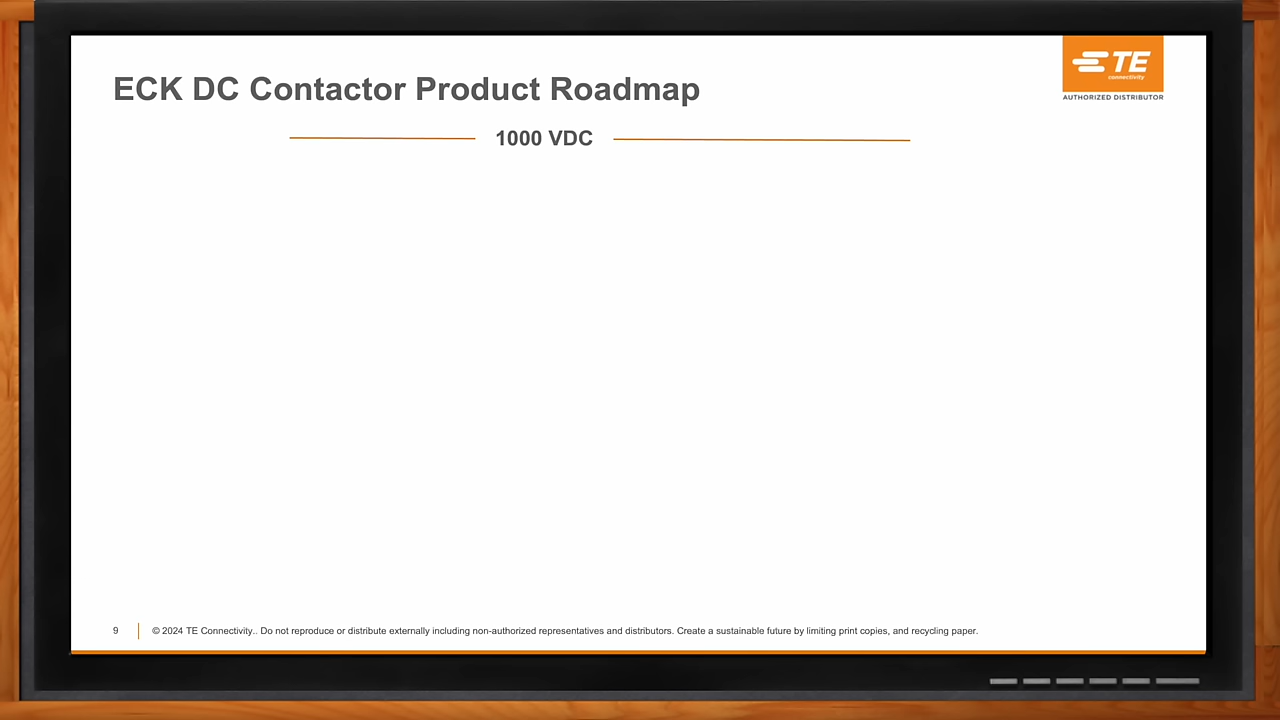 ECK DC Contactor Product Roadmap
TE
connectivity
AUTHORIZED DISTRIBUTOR
1000 VDC
9
© 2024 TE Connectivity.. Do not reproduce or distribute externally including non-authorized representatives and distributors. Create a sustainable future by limiting print copies, and recycling paper.